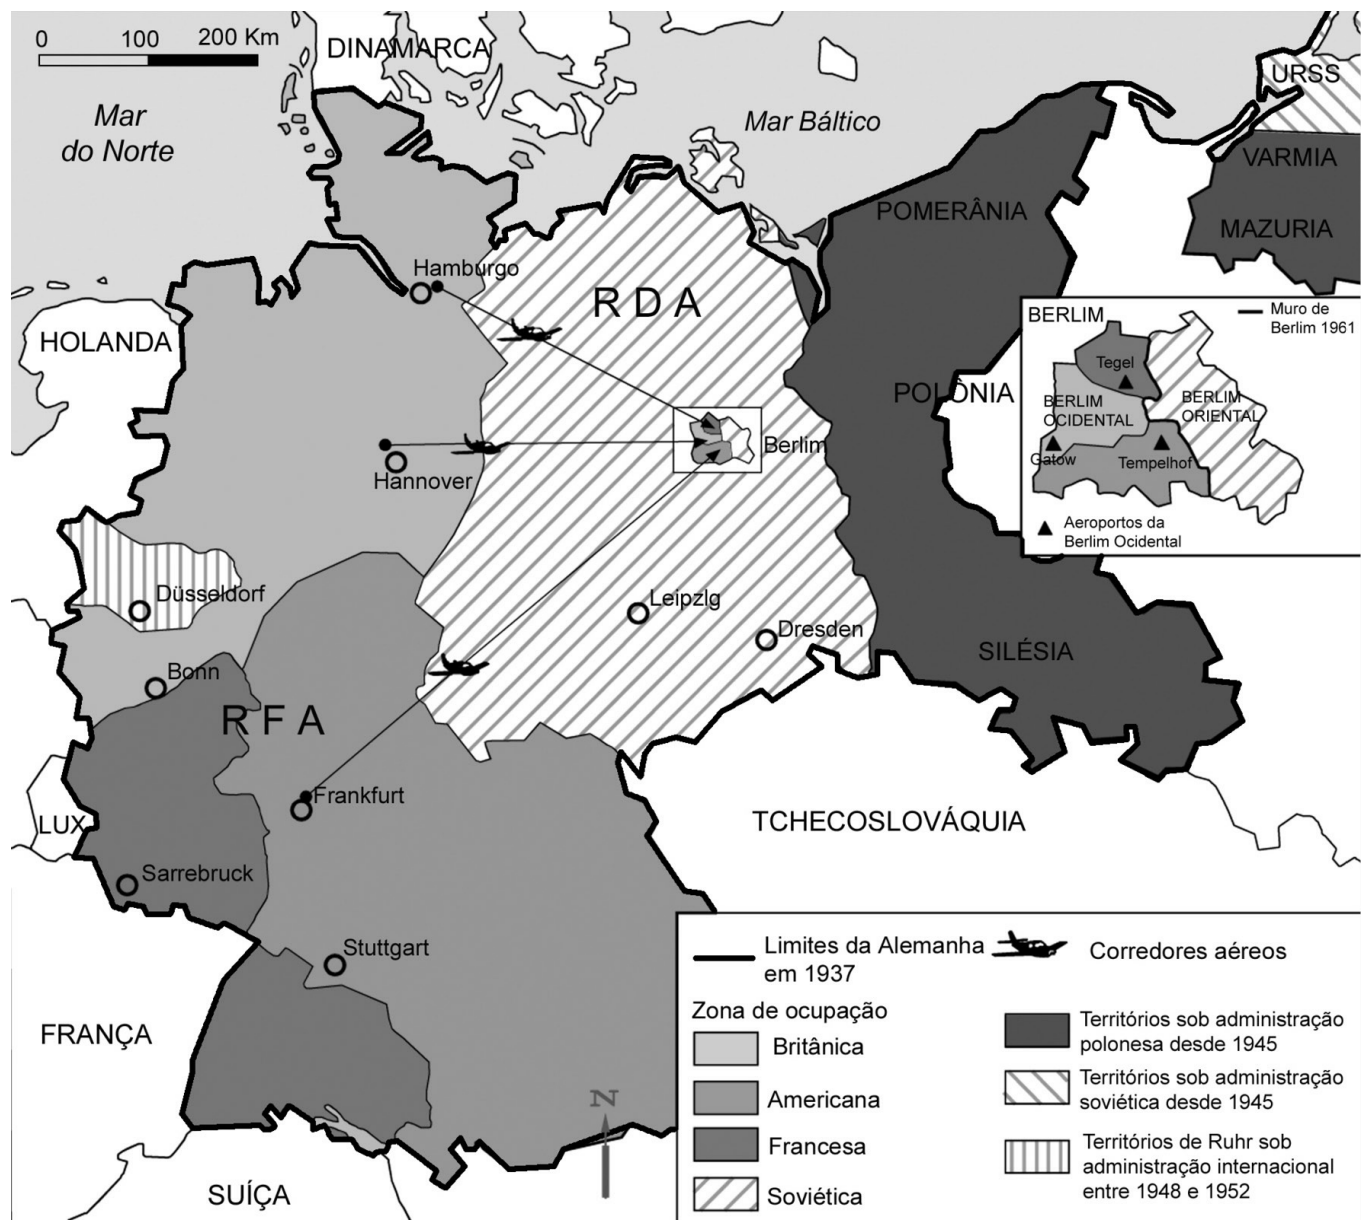 0 100 200 Km
DINAMARCA
URSS
Mar
do Norte
Mar Báltico
VARMIA
POMERÂNIA
MAZURIA
Hamburgo
R D A
HOLANDA
POLÔNIA
Berlim
Hannover
BERLIM
Muro de
Berlim 1961
Tegel
BERLIM
OCIDENTAL
BERLIM
ORIENTAL
Gatow
Tempelhof
Aeroportos da
Berlim Ocidental
Düsseldorf
Leipzlg
Dresden
SILÉSIA
Bonn
R F A
Frankfurt
LUX
TCHECOSLOVÁQUIA
Sarrebruck
Stuttgart
FRANÇA
SUÍÇA
N
Limites da Alemanha
em 1937
Corredores aéreos
Zona de ocupação
Britânica
Americana
Francesa
Soviética
Territórios sob administração
polonesa desde 1945
Territórios sob administração
soviética desde 1945
Territórios de Ruhr sob
administração internacional
entre 1948 e 1952